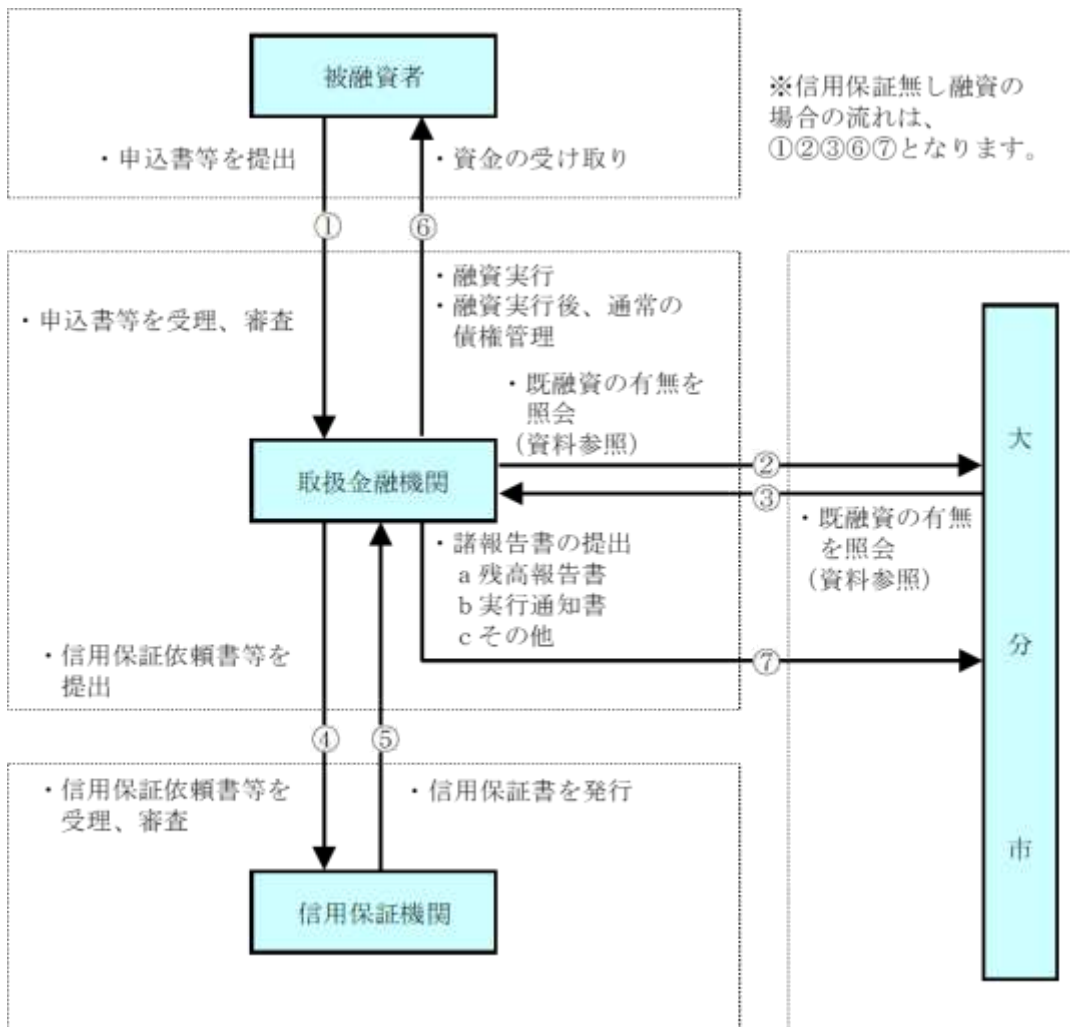 被融資者
※信用保証無し融資の
場合の流れは、
①②③⑥⑦となります。
・申込書等を提出
・資金の受け取り
①
⑥
・融資実行
・融資実行後、通常の
債権管理
・申込書等を受理、審査
・既融資の有無を
照会
（資料参照）
取扱金融機関
②
③
・既融資の有無
を照会
（資料参照）
大
分
市
・諸報告書の提出
a 残高報告書
b 実行通知書
c その他
⑦
・信用保証依頼書等を
提出
④
⑤
・信用保証依頼書等を
受理、審査
・信用保証書を発行
信用保証機関